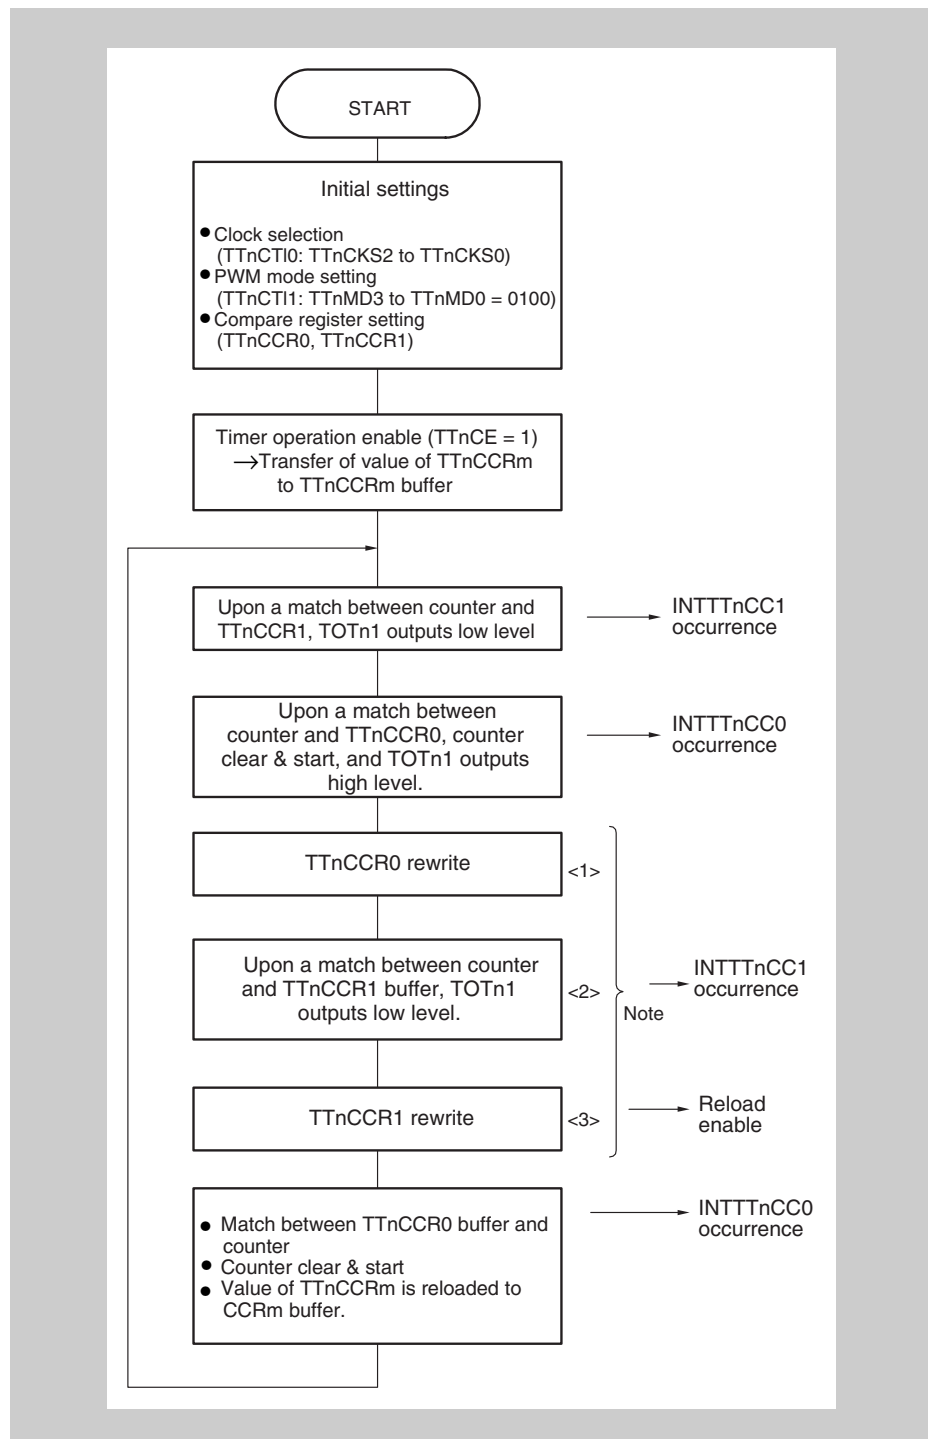 START
Initial settings
● Clock selection
(TTnCTl0: TTnCKS2 to TTnCKS0)
● PWM mode setting
(TTnCTl1: TTnMD3 to TTnMD0 = 0100)
● Compare register setting
(TTnCCR0, TTnCCR1)
Timer operation enable (TTnCE = 1)
→Transfer of value of TTnCCRm
to TTnCCRm buffer
Upon a match between counter and
TTnCCR1, TOTn1 outputs low level
INTTTnCC1
occurrence
Upon a match between
counter and TTnCCR0, counter
clear & start, and TOTn1 outputs
high level.
INTTTnCC0
occurrence
TTnCCR0 rewrite
<1>
Upon a match between counter
and TTnCCR1 buffer, TOTn1
outputs low level.
<2>
Note
INTTTnCC1
occurrence
TTnCCR1 rewrite
<3>
Reload
enable
● Match between TTnCCR0 buffer and
counter
● Counter clear & start
● Value of TTnCCRm is reloaded to
CCRm buffer.
INTTTnCC0
occurrence